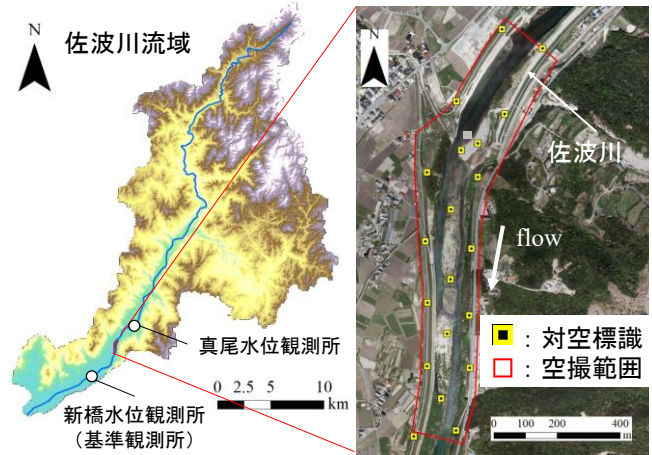 N
佐波川流域
真尾水位観測所
新橋水位観測所
(基準観測所)
0 2.5 5 10
km
N
佐波川
flow
:対空標識
:空撮範囲
0 100 200 400
m